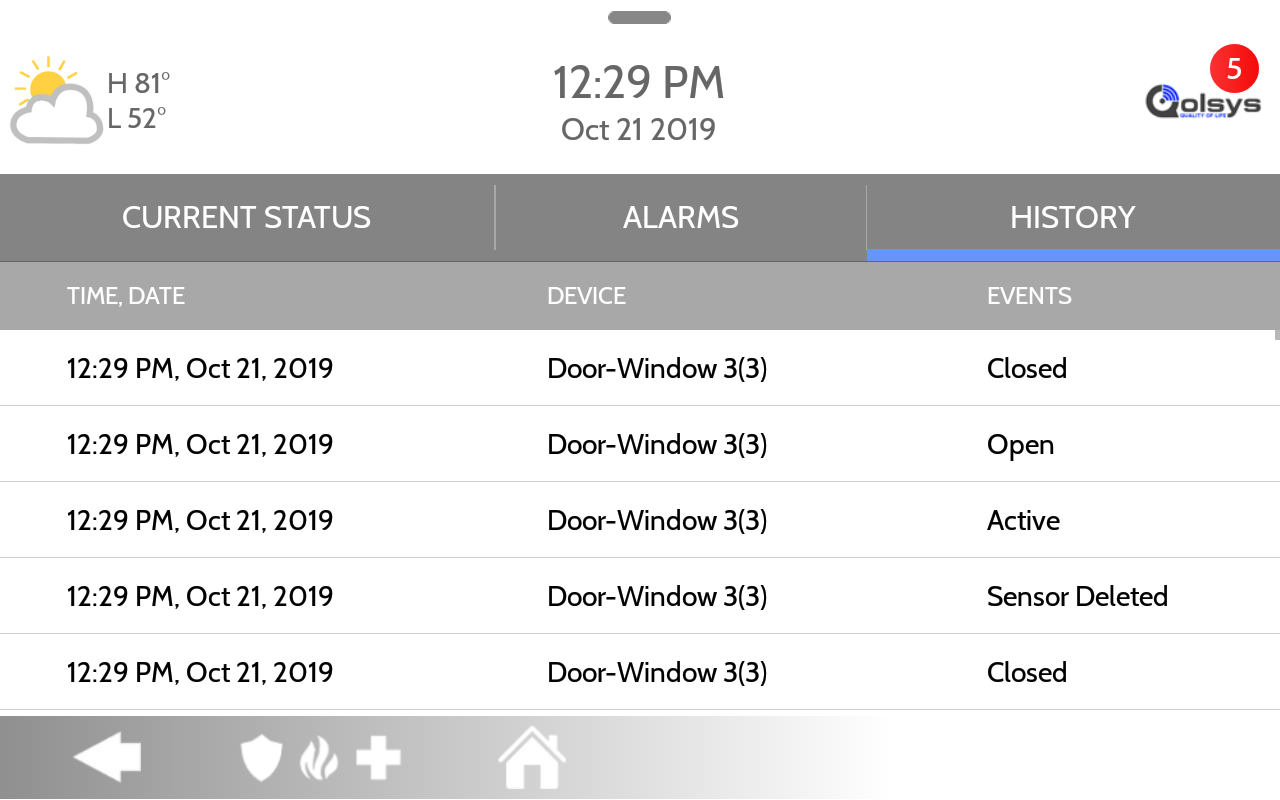 H 81°
L 52°
12:29 PM
Oct 21 2019
5
Qolsys
QUALITY OF LIFE
CURRENT STATUS ALARMS HISTORY
TIME, DATE DEVICE EVENTS
12:29 PM, Oct 21, 2019 Door-Window 3(3) Closed
12:29 PM, Oct 21, 2019 Door-Window 3(3) Open
12:29 PM, Oct 21, 2019 Door-Window 3(3) Active
12:29 PM, Oct 21, 2019 Door-Window 3(3) Sensor Deleted
12:29 PM, Oct 21, 2019 Door-Window 3(3) Closed